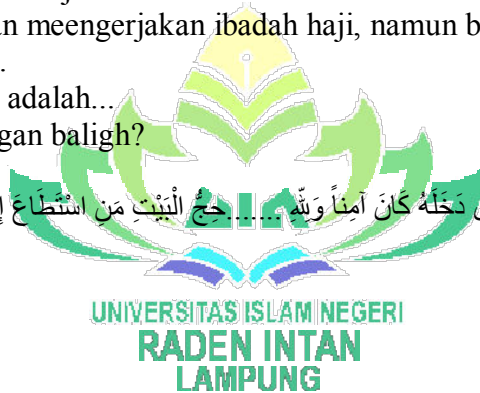 an meengerjakan ibadah haji, namun b
.
adalah...
gan baligh?
دَخَلَهُ كَانَ آمِناً وَلِلّهِ .......حِجُّ الْبَيْتِ مَنِ اسْتَطَاعَ إِ
UNIVERSITAS ISLAM NEGERI
RADEN INTAN
LAMPUNG